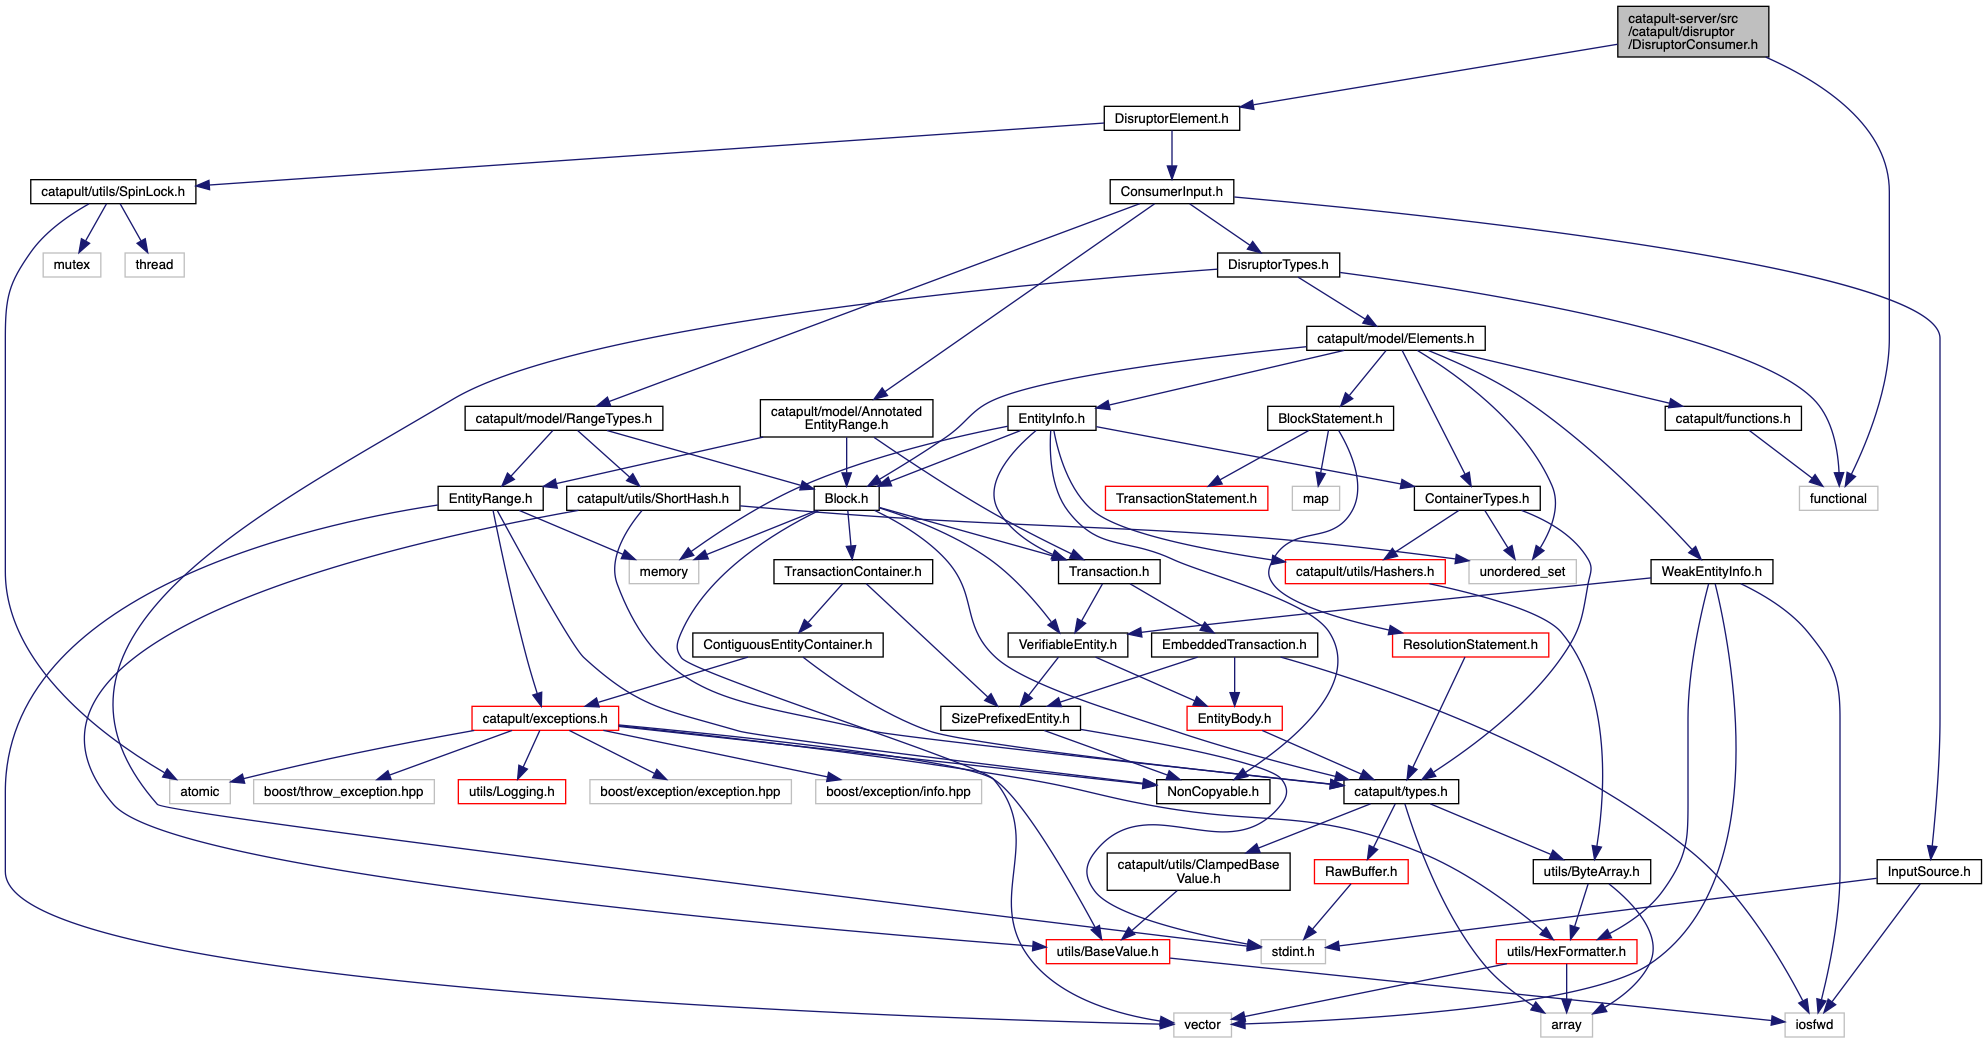 catapult-server/src
/catapult/disruptor
/DisruptorConsumer.h
DisruptorElement.h
catapult/utils/SpinLock.h
ConsumerInput.h
mutex
thread
DisruptorTypes.h
catapult/model/Elements.h
catapult/model/RangeTypes.h
catapult/model/Annotated
EntityRange.h
EntityInfo.h
BlockStatement.h
catapult/functions.h
EntityRange.h
catapult/utils/ShortHash.h
Block.h
TransactionStatement.h
map
ContainerTypes.h
functional
memory
TransactionContainer.h
Transaction.h
catapult/utils/Hashers.h
unordered_set
WeakEntityInfo.h
ContiguousEntityContainer.h
VerifiableEntity.h
EmbeddedTransaction.h
ResolutionStatement.h
catapult/exceptions.h
SizePrefixedEntity.h
EntityBody.h
atomic
boost/throw_exception.hpp
utils/Logging.h
boost/exception/exception.hpp
boost/exception/info.hpp
NonCopyable.h
catapult/types.h
catapult/utils/ClampedBase
Value.h
RawBuffer.h
utils/ByteArray.h
InputSource.h
utils/BaseValue.h
stdint.h
utils/HexFormatter.h
vector
array
iosfwd